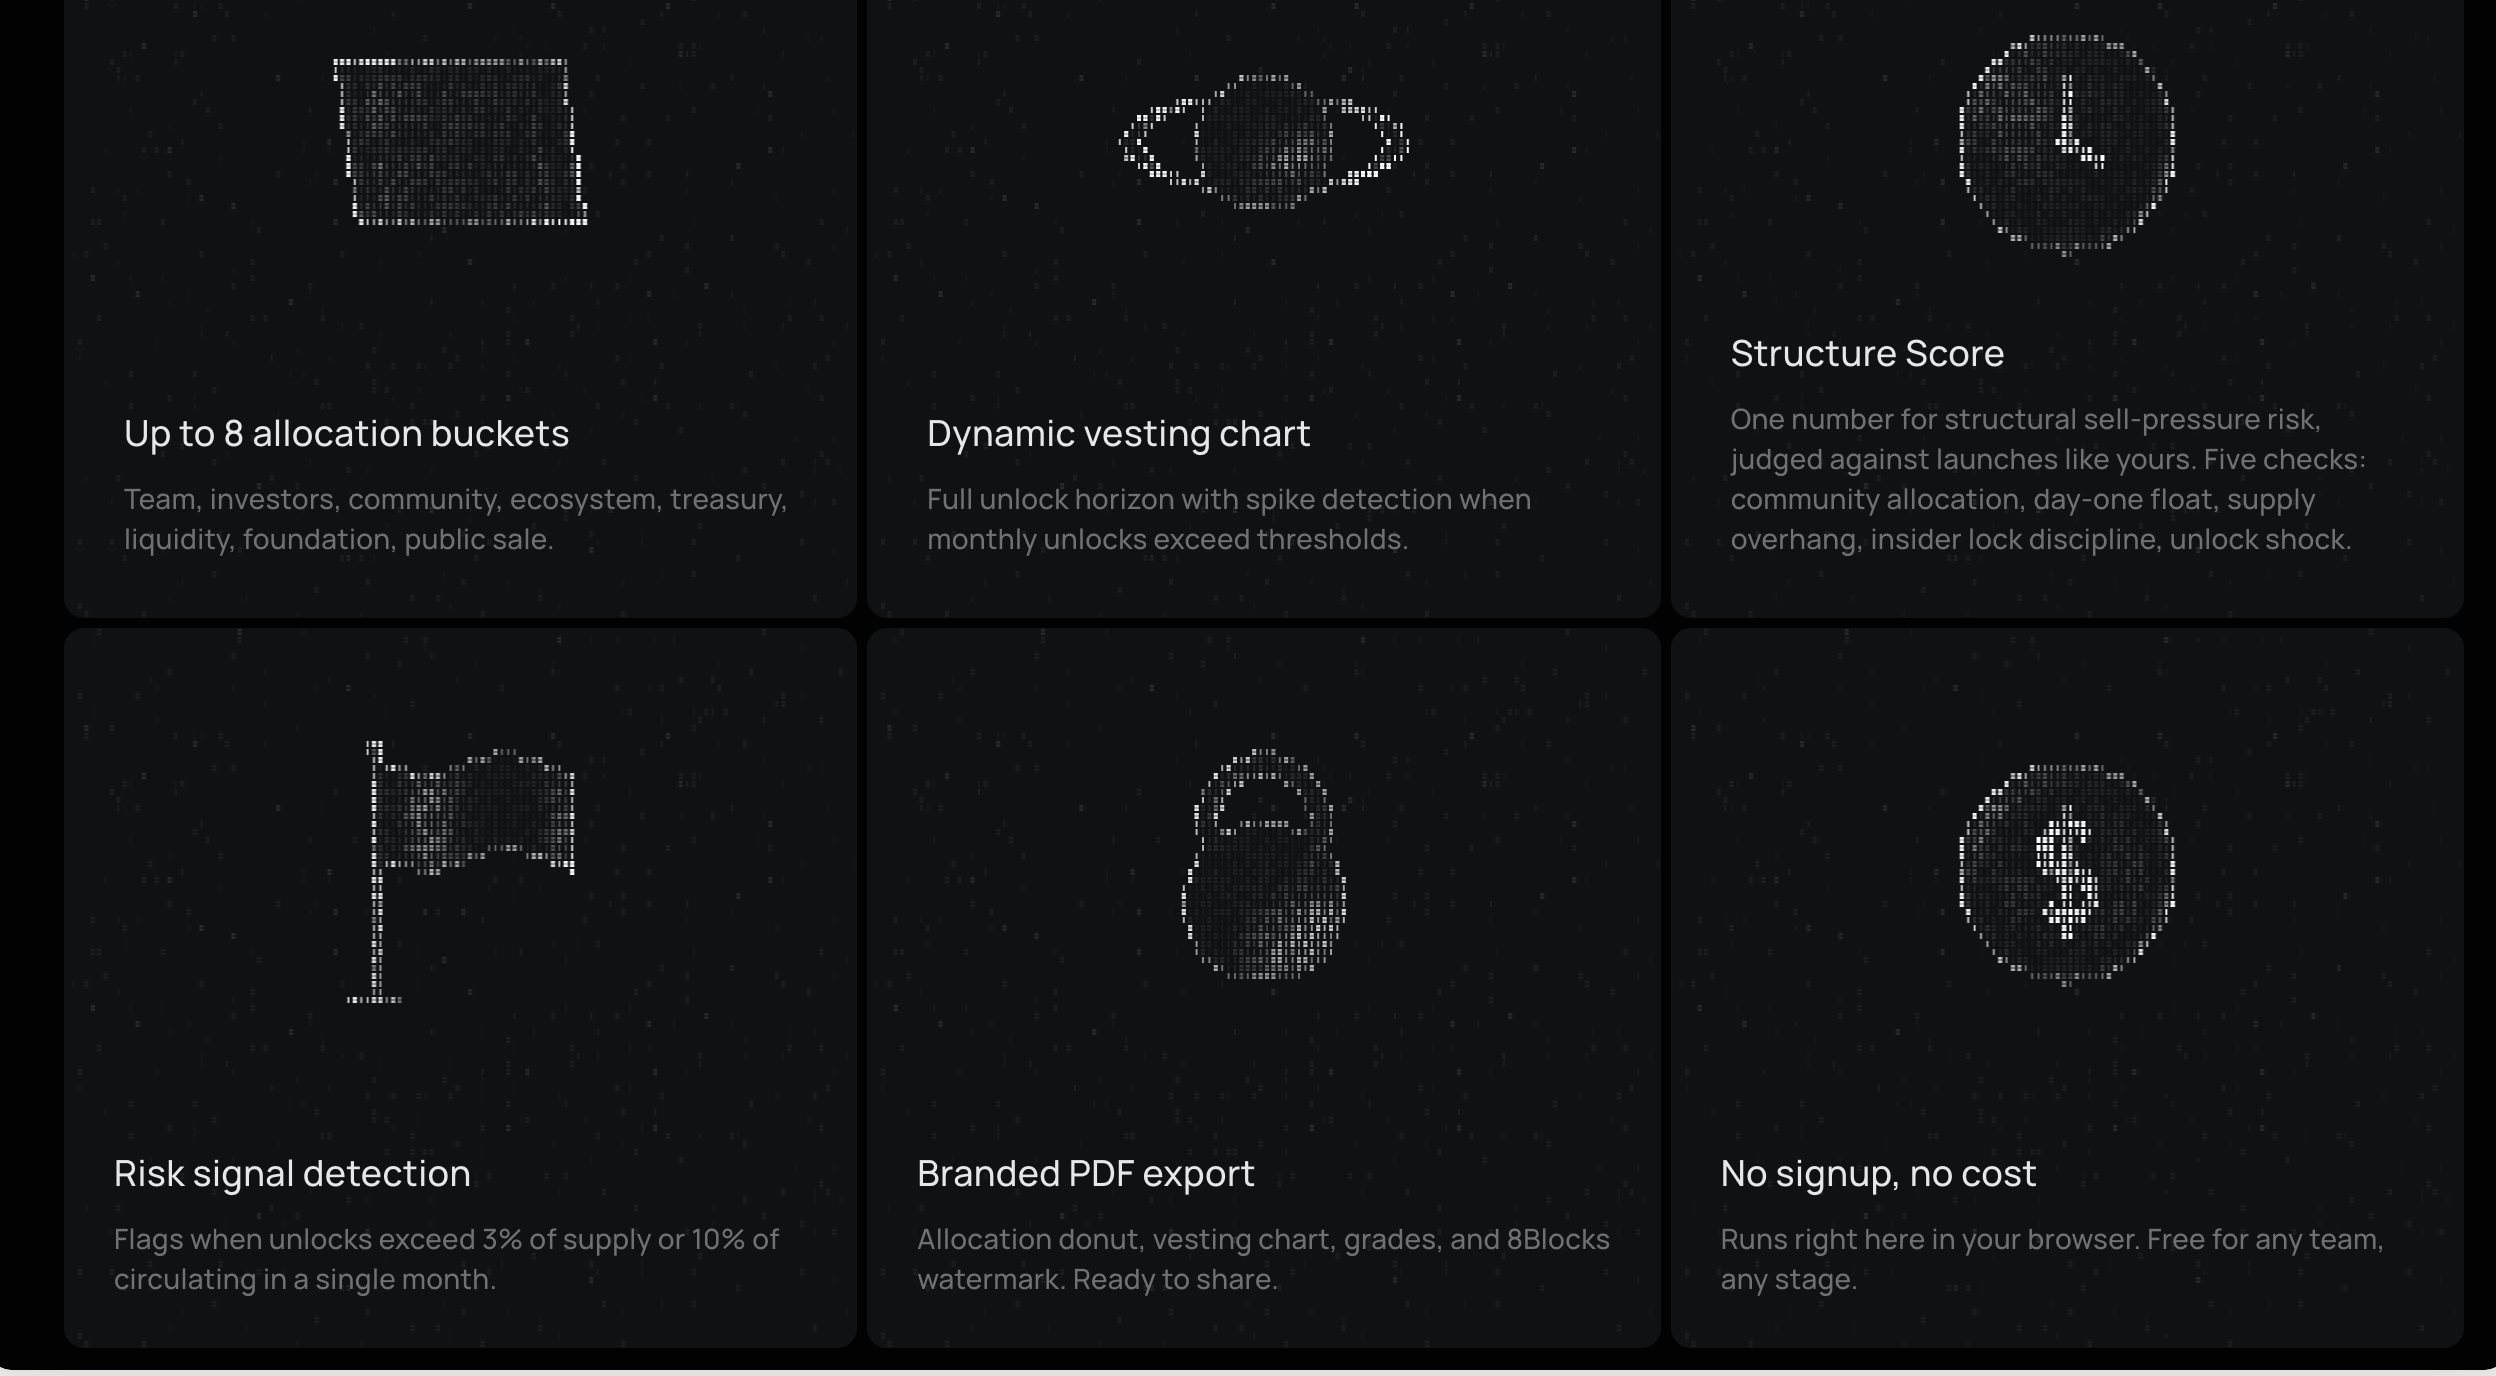 Up to 8 allocation buckets
Team, investors, community, ecosystem, treasury,
liquidity, foundation, public sale.
Dynamic vesting chart
Full unlock horizon with spike detection when
monthly unlocks exceed thresholds.
Structure Score
One number for structural sell-pressure risk,
judged against launches like yours. Five checks:
community allocation, day-one float, supply
overhang, insider lock discipline, unlock shock.
Risk signal detection
Flags when unlocks exceed 3% of supply or 10% of
circulating in a single month.
Branded PDF export
Allocation donut, vesting chart, grades, and 8Blocks
watermark. Ready to share.
$
No signup, no cost
Runs right here in your browser. Free for any team,
any stage.